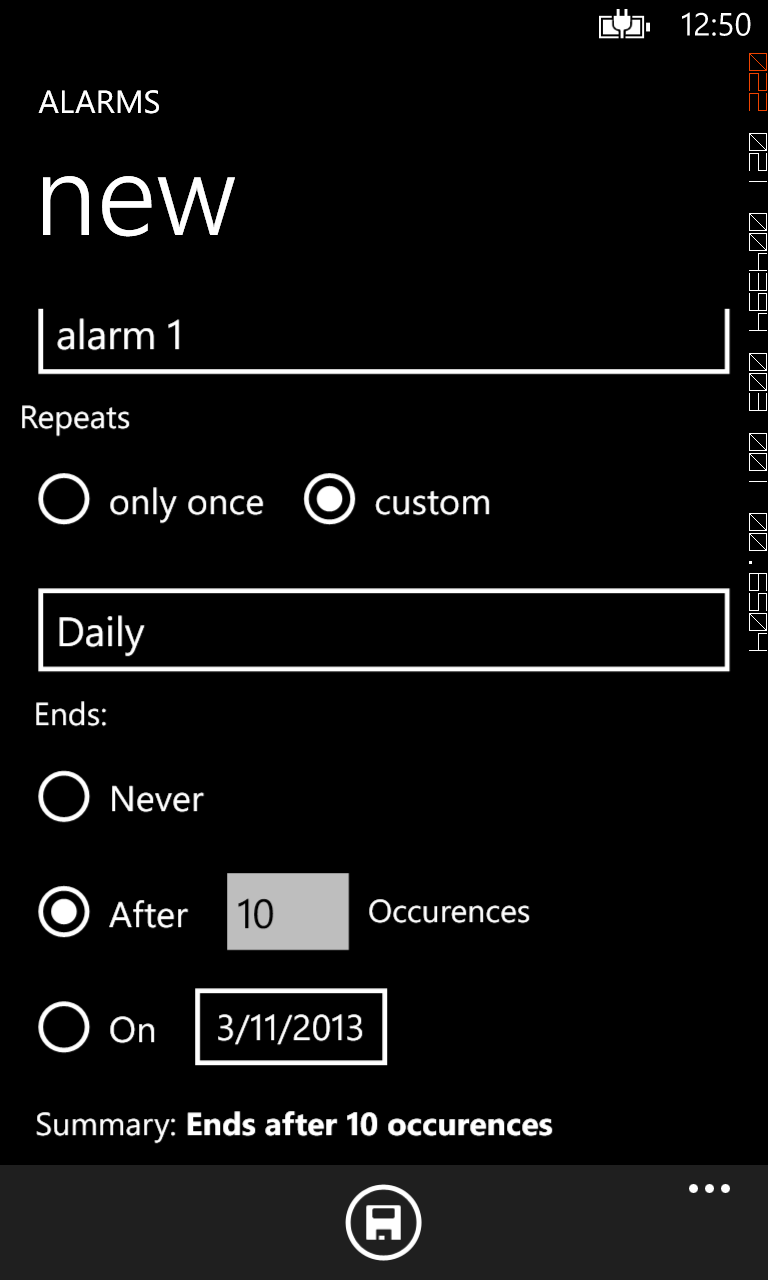 12:50
ALARMS
new
alarm 1
Repeats
only once custom
Daily
Ends:
Never
After 10 Occurences
On 3/11/2013
Summary: Ends after 10 occurences